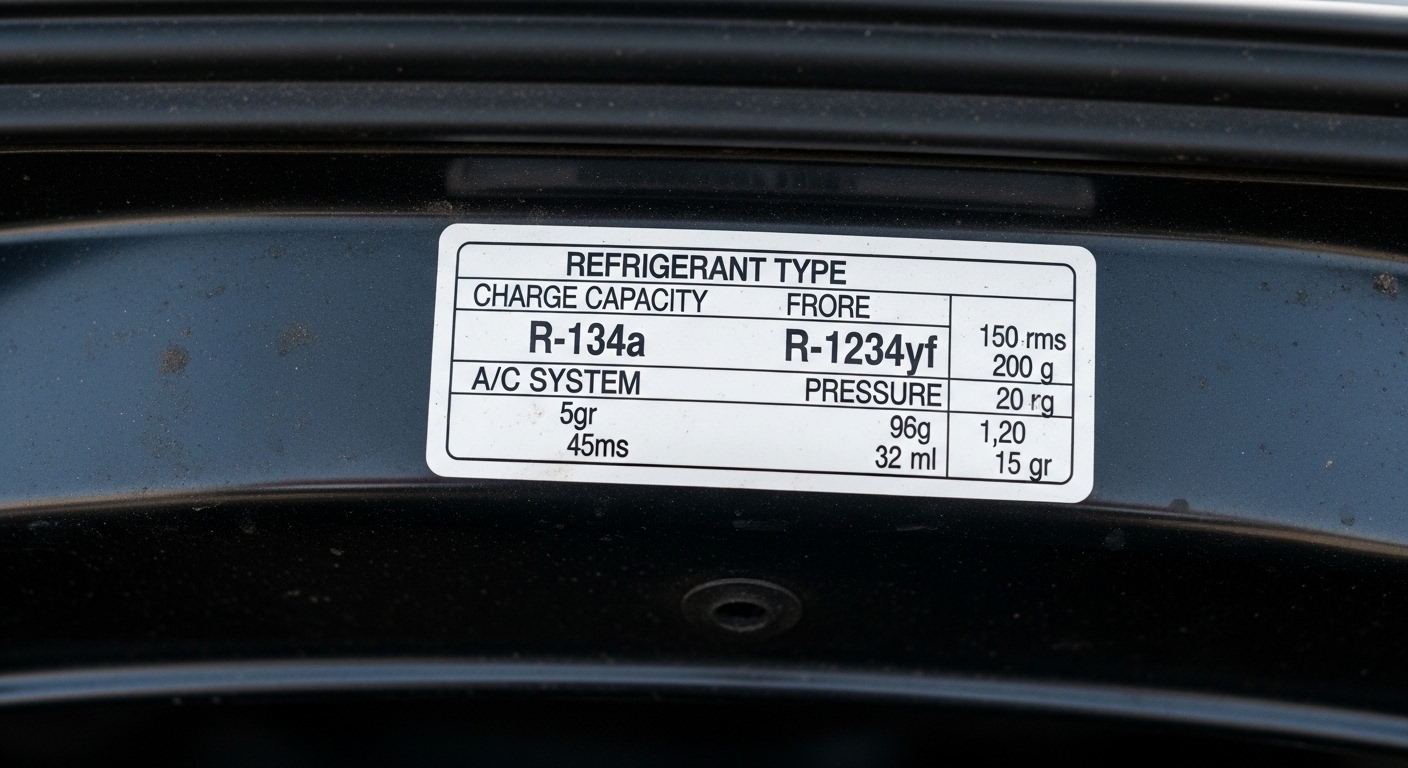 REFRIGERANT TYPE
CHARGE CAPACITY FRORE
R-134a R-1234yf 150 rms
200 g
A/C SYSTEM PRESSURE 20 rg
5gr 96g 1,20
45ms 32 ml 15 gr